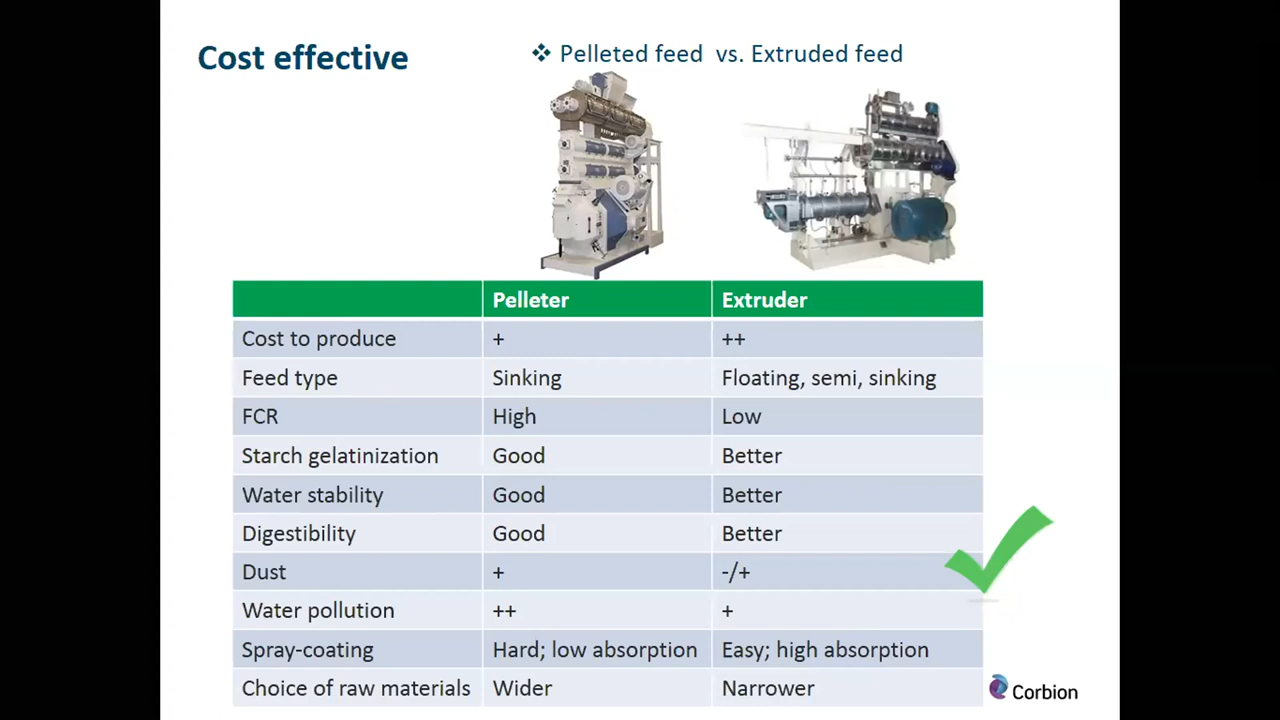 Cost effective
❖ Pelleted feed vs. Extruded feed
Pelleter Extruder
Cost to produce + ++
Feed type Sinking Floating, semi, sinking
FCR High Low
Starch gelatinization Good Better
Water stability Good Better
Digestibility Good Better
Dust + -/+
Water pollution ++ +
Spray-coating Hard; low absorption Easy; high absorption
Choice of raw materials Wider Narrower
Corbion